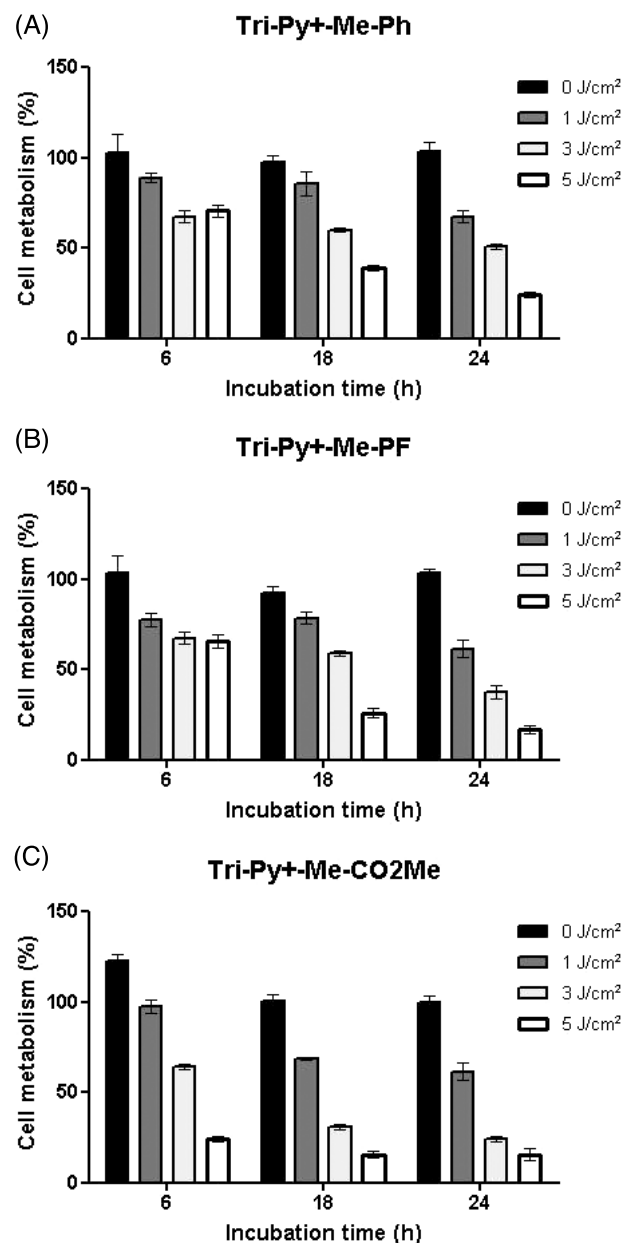 (A)
Tri-Py+-Me-Ph
150
100
50
0
Cell metabolism (%)
0 J/cm²
1 J/cm²
3 J/cm²
5 J/cm²
6 18 24
Incubation time (h)
(B)
Tri-Py+-Me-PF
150
100
50
0
Cell metabolism (%)
0 J/cm²
1 J/cm²
3 J/cm²
5 J/cm²
6 18 24
Incubation time (h)
(C)
Tri-Py+-Me-CO2Me
150
100
50
0
Cell metabolism (%)
0 J/cm²
1 J/cm²
3 J/cm²
5 J/cm²
6 18 24
Incubation time (h)